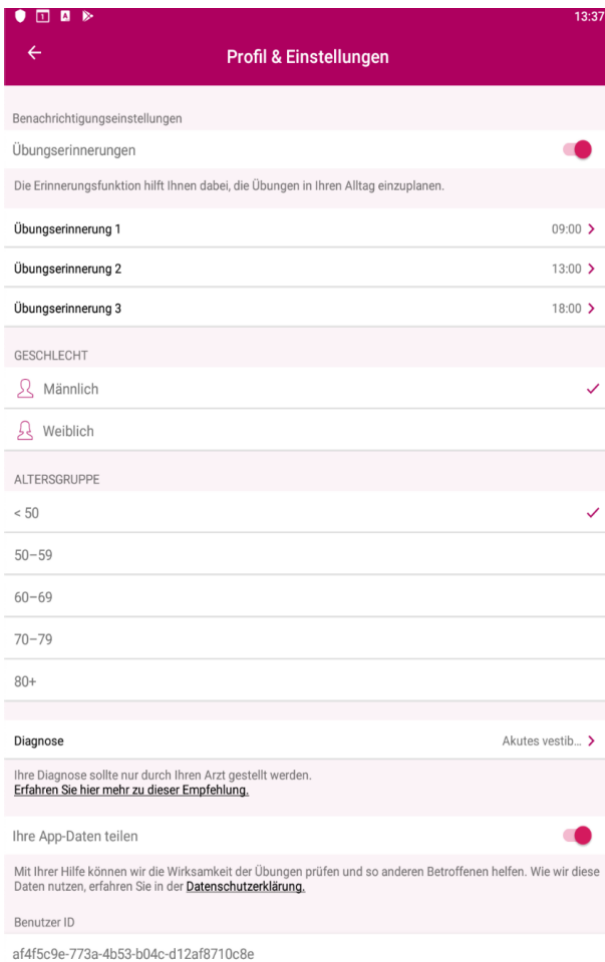 13:37
Profil & Einstellungen
Benachrichtigungseinstellungen
Übungserinnerungen
Die Erinnerungsfunktion hilft Ihnen dabei, die Übungen in Ihren Alltag einzuplanen.
Übungserinnerung 1 09:00
Übungserinnerung 2 13:00
Übungserinnerung 3 18:00
GESCHLECHT
Männlich
Weiblich
ALTERSGRUPPE
< 50
50–59
60–69
70–79
80+
Diagnose Akutes vestib...
Ihre Diagnose sollte nur durch Ihren Arzt gestellt werden.
Erfahren Sie hier mehr zu dieser Empfehlung.
Ihre App-Daten teilen
Mit Ihrer Hilfe können wir die Wirksamkeit der Übungen prüfen und so anderen Betroffenen helfen. Wie wir diese
Daten nutzen, erfahren Sie in der Datenschutzerklärung.
Benutzer ID
af4f5c9e-773a-4b53-b04c-d12af8710c8e